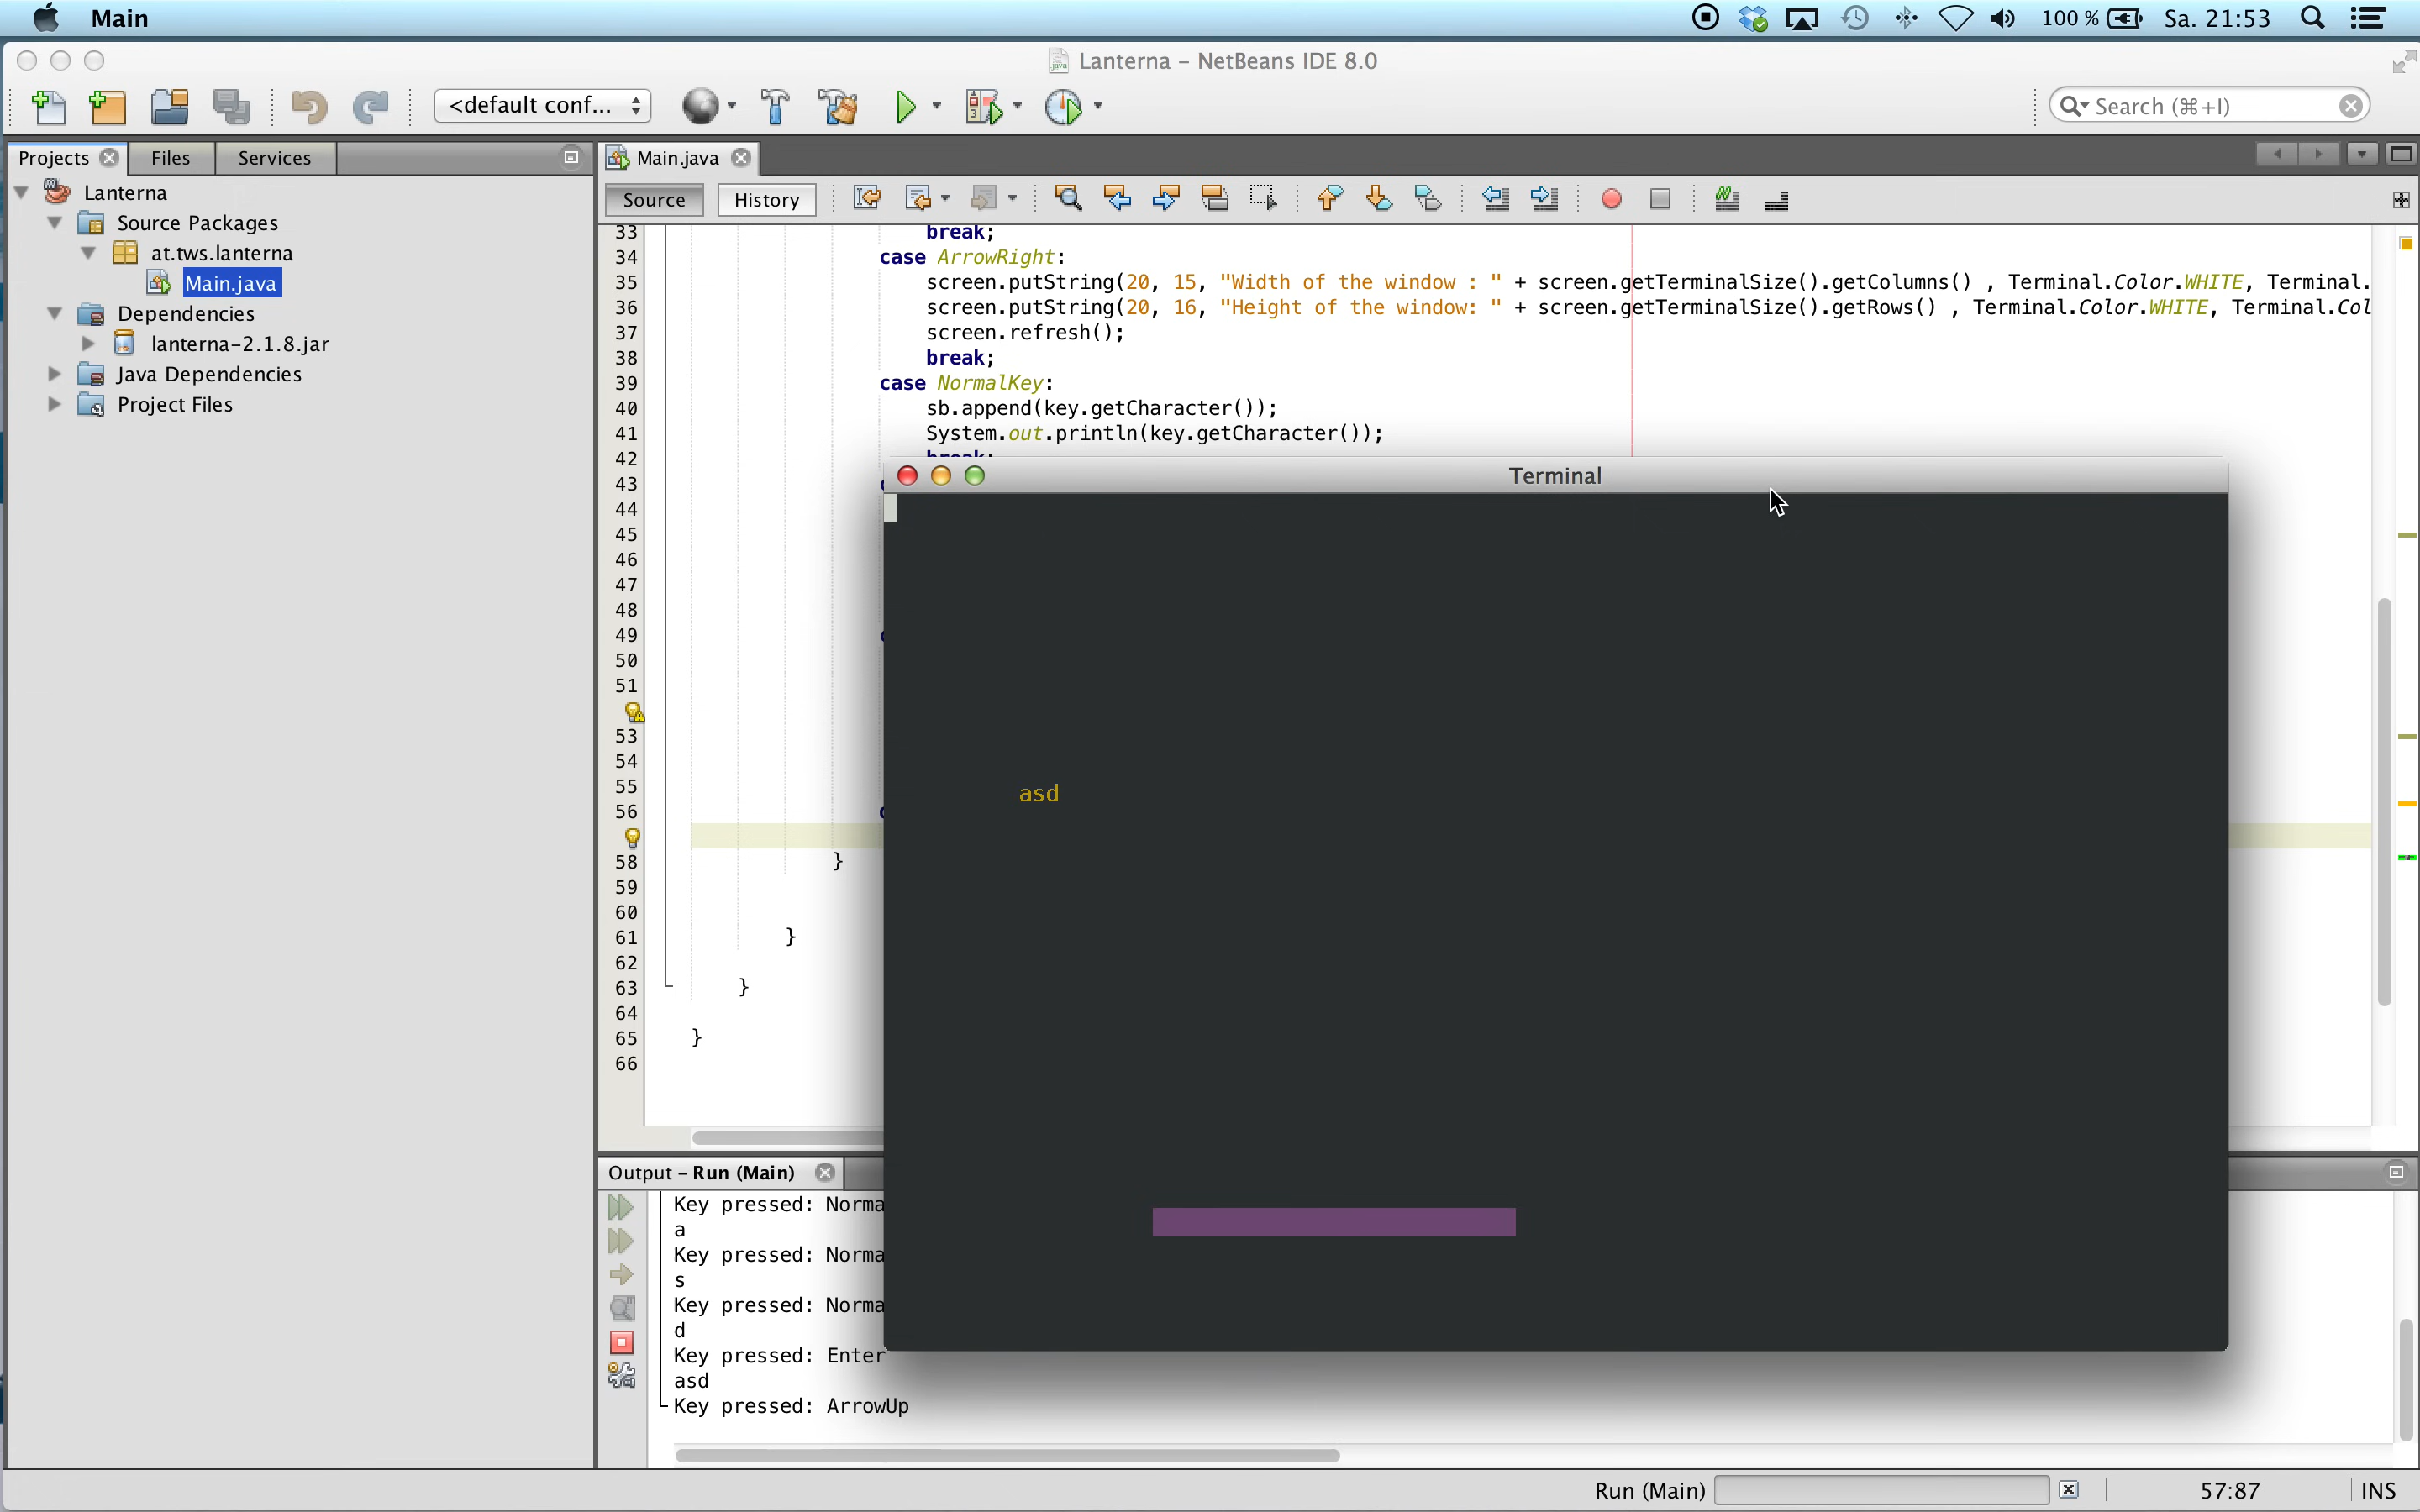 Main
100 %
Sa. 21:53
Lanterna – NetBeans IDE 8.0
<default conf...
Search (⌘+I)
Projects
Files
Services
Lanterna
Source Packages
at.tws.lanterna
Main.java
Dependencies
lanterna-2.1.8.jar
Java Dependencies
Project Files
Main.java
Source
History
33 break;
34 case ArrowRight:
35 screen.putString(20, 15, "Width of the window : " + screen.getTerminalSize().getColumns() , Terminal.Color.WHITE, Terminal.
36 screen.putString(20, 16, "Height of the window: " + screen.getTerminalSize().getRows() , Terminal.Color.WHITE, Terminal.Col
37 screen.refresh();
38 break;
39 case NormalKey:
40 sb.append(key.getCharacter());
41 System.out.println(key.getCharacter());
42 break;
43
44
45
46
47
48
49
50
51
53
54
55
56
58 }
59
60
61 }
62
63 }
64
65 }
66
Terminal
asd
Output – Run (Main)
Key pressed: Norma
a
Key pressed: Norma
s
Key pressed: Norma
d
Key pressed: Enter
asd
Key pressed: ArrowUp
Run (Main)
57:87
INS